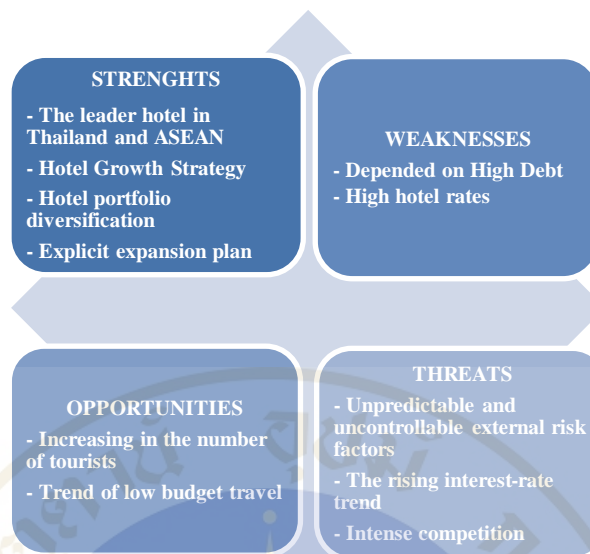 STRENGHTS
- The leader hotel in
Thailand and ASEAN
- Hotel Growth Strategy
- Hotel portfolio
diversification
- Explicit expansion plan
WEAKNESSES
- Depended on High Debt
- High hotel rates
OPPORTUNITIES
- Increasing in the number
of tourists
- Trend of low budget travel
THREATS
- Unpredictable and
uncontrollable external risk
factors
- The rising interest-rate
trend
- Intense competition